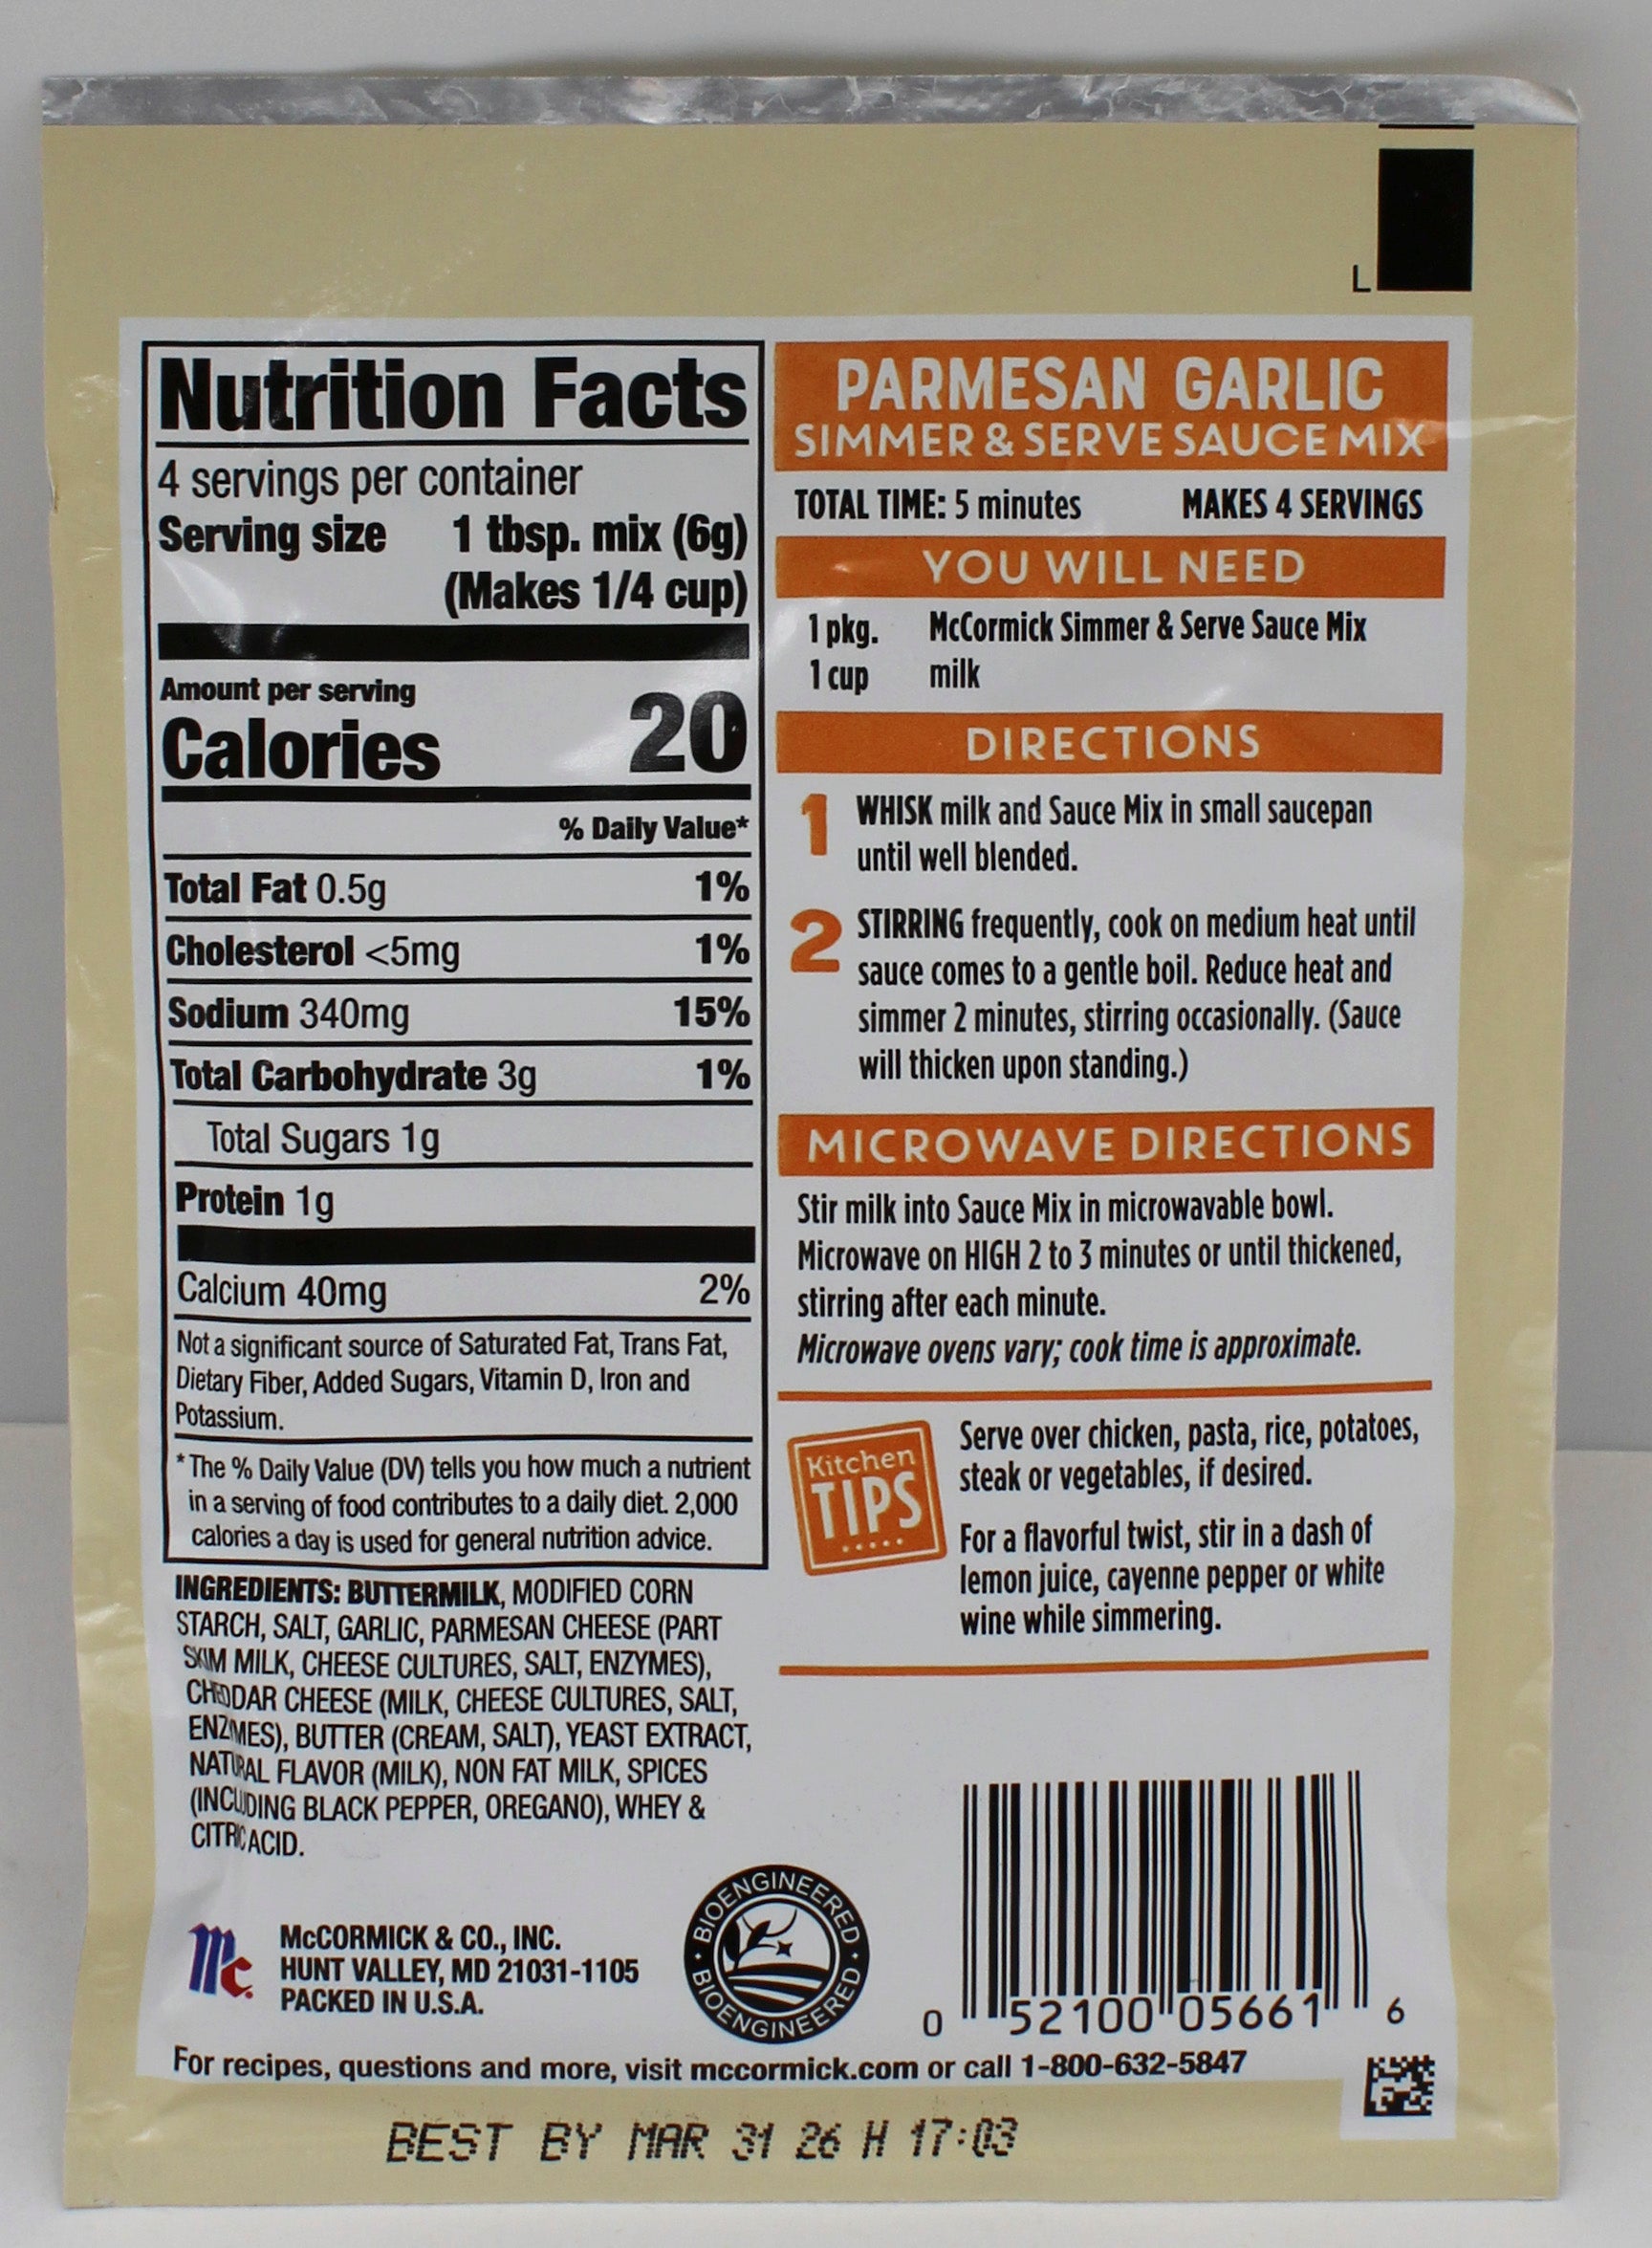 L
Nutrition Facts
4 servings per container
Serving size 1 tbsp. mix (6g)
(Makes 1/4 cup)
Amount per serving
Calories 20
% Daily Value*
Total Fat 0.5g 1%
Cholesterol <5mg 1%
Sodium 340mg 15%
Total Carbohydrate 3g 1%
Total Sugars 1g
Protein 1g
Calcium 40mg 2%
Not a significant source of Saturated Fat, Trans Fat,
Dietary Fiber, Added Sugars, Vitamin D, Iron and
Potassium.
*The % Daily Value (DV) tells you how much a nutrient
in a serving of food contributes to a daily diet. 2,000
calories a day is used for general nutrition advice.
INGREDIENTS: BUTTERMILK, MODIFIED CORN
STARCH, SALT, GARLIC, PARMESAN CHEESE (PART
SKIM MILK, CHEESE CULTURES, SALT, ENZYMES),
CHEDDAR CHEESE (MILK, CHEESE CULTURES, SALT,
ENZYMES), BUTTER (CREAM, SALT), YEAST EXTRACT,
NATURAL FLAVOR (MILK), NON FAT MILK, SPICES
(INCLUDING BLACK PEPPER, OREGANO), WHEY &
CITRIC ACID.
Mc
McCORMICK & CO., INC.
HUNT VALLEY, MD 21031-1105
PACKED IN U.S.A.
BIOENGINEERED
BIOENGINEERED
PARMESAN GARLIC
SIMMER & SERVE SAUCE MIX
TOTAL TIME: 5 minutes MAKES 4 SERVINGS
YOU WILL NEED
1 pkg. McCormick Simmer & Serve Sauce Mix
1 cup milk
DIRECTIONS
1 WHISK milk and Sauce Mix in small saucepan
until well blended.
2 STIRRING frequently, cook on medium heat until
sauce comes to a gentle boil. Reduce heat and
simmer 2 minutes, stirring occasionally. (Sauce
will thicken upon standing.)
MICROWAVE DIRECTIONS
Stir milk into Sauce Mix in microwavable bowl.
Microwave on HIGH 2 to 3 minutes or until thickened,
stirring after each minute.
Microwave ovens vary; cook time is approximate.
Kitchen
TIPS
Serve over chicken, pasta, rice, potatoes,
steak or vegetables, if desired.
For a flavorful twist, stir in a dash of
lemon juice, cayenne pepper or white
wine while simmering.
0 52100 05661 6
For recipes, questions and more, visit mccormick.com or call 1-800-632-5847
BEST BY MAR 31 26 H 17:03